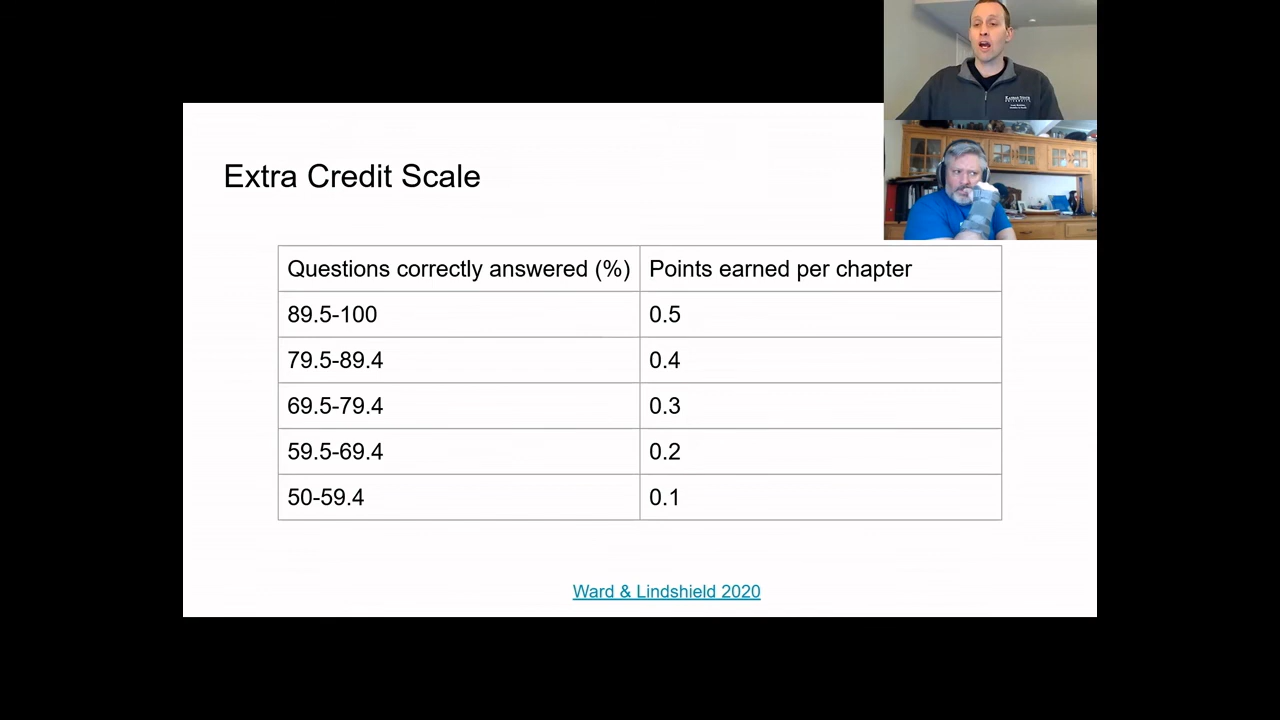 Extra Credit Scale
Questions correctly answered (%) Points earned per chapter
89.5-100 0.5
79.5-89.4 0.4
69.5-79.4 0.3
59.5-69.4 0.2
50-59.4 0.1
Ward & Lindshield 2020